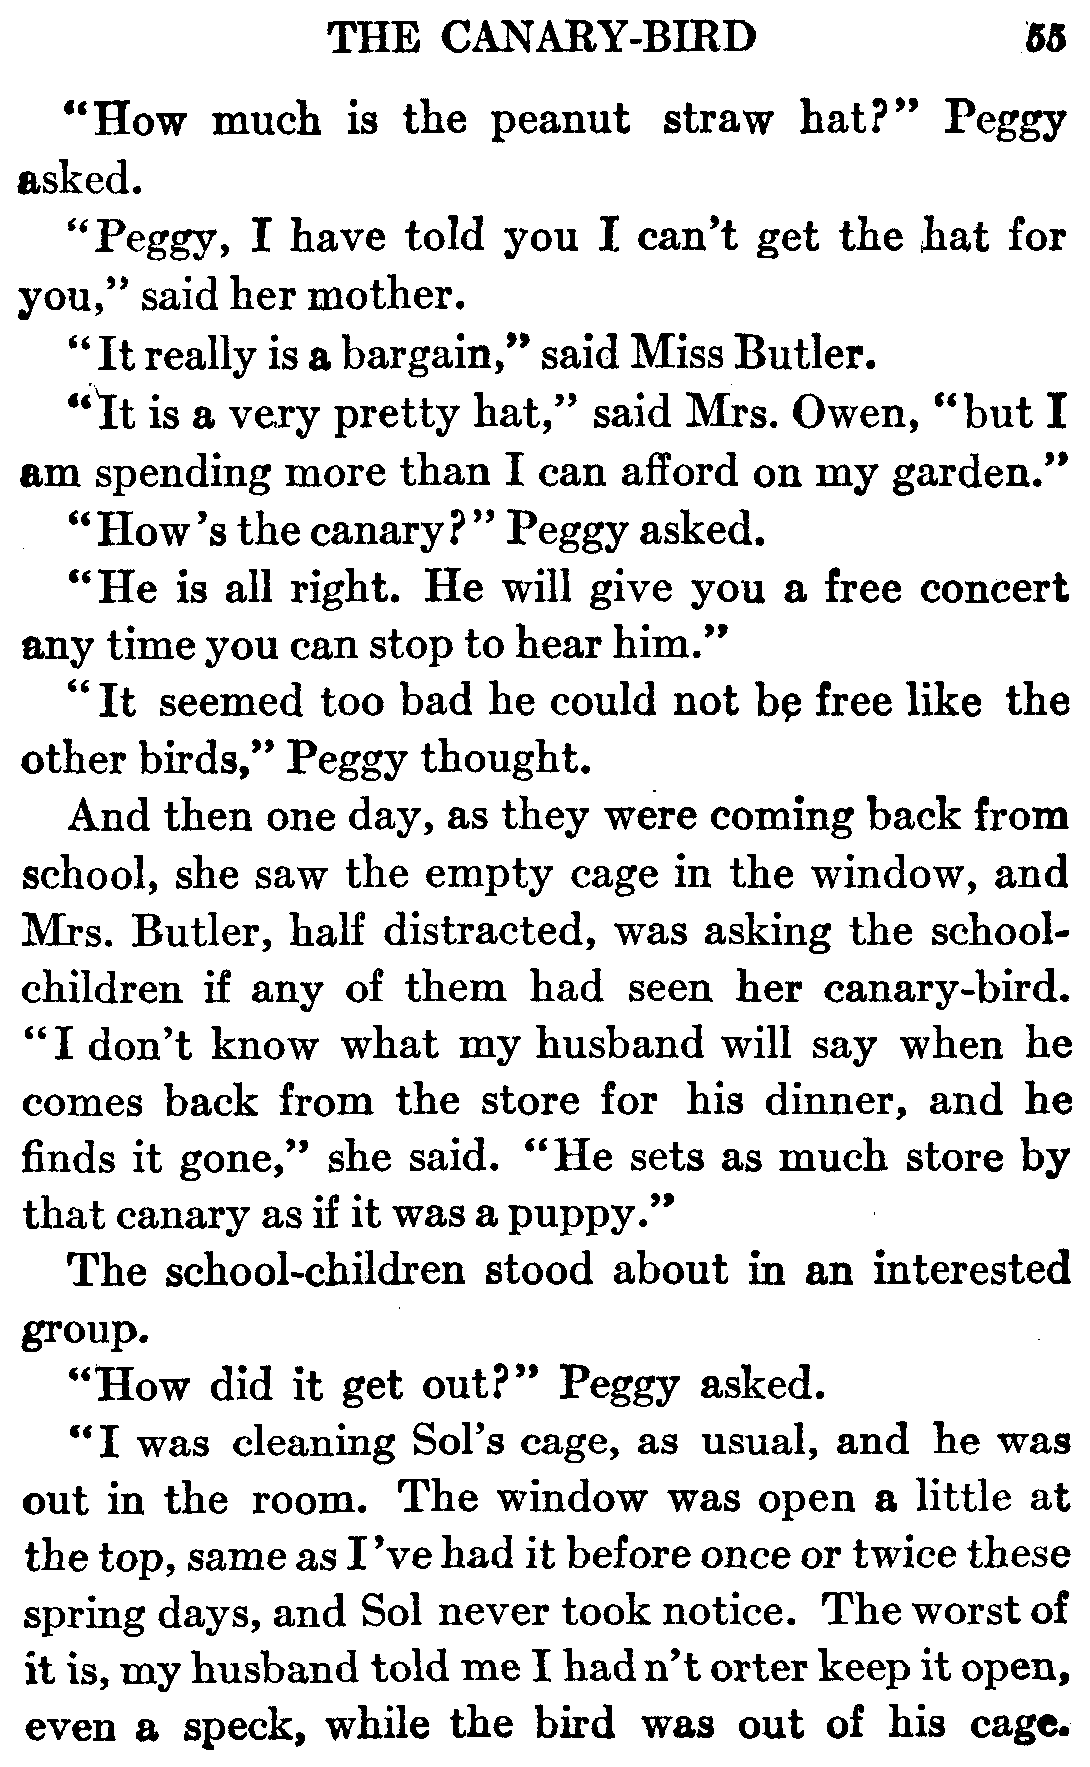 THE CANARY-BIRD 55
"How much is the peanut straw hat?" Peggy
asked.
"Peggy, I have told you I can't get the hat for
you," said her mother.
"It really is a bargain," said Miss Butler.
"It is a very pretty hat," said Mrs. Owen, "but I
am spending more than I can afford on my garden."
"How's the canary?" Peggy asked.
"He is all right. He will give you a free concert
any time you can stop to hear him."
"It seemed too bad he could not be free like the
other birds," Peggy thought.
And then one day, as they were coming back from
school, she saw the empty cage in the window, and
Mrs. Butler, half distracted, was asking the school-
children if any of them had seen her canary-bird.
"I don't know what my husband will say when he
comes back from the store for his dinner, and he
finds it gone," she said. "He sets as much store by
that canary as if it was a puppy."
The school-children stood about in an interested
group.
"How did it get out?" Peggy asked.
"I was cleaning Sol's cage, as usual, and he was
out in the room. The window was open a little at
the top, same as I've had it before once or twice these
spring days, and Sol never took notice. The worst of
it is, my husband told me I hadn't orter keep it open,
even a speck, while the bird was out of his cage.